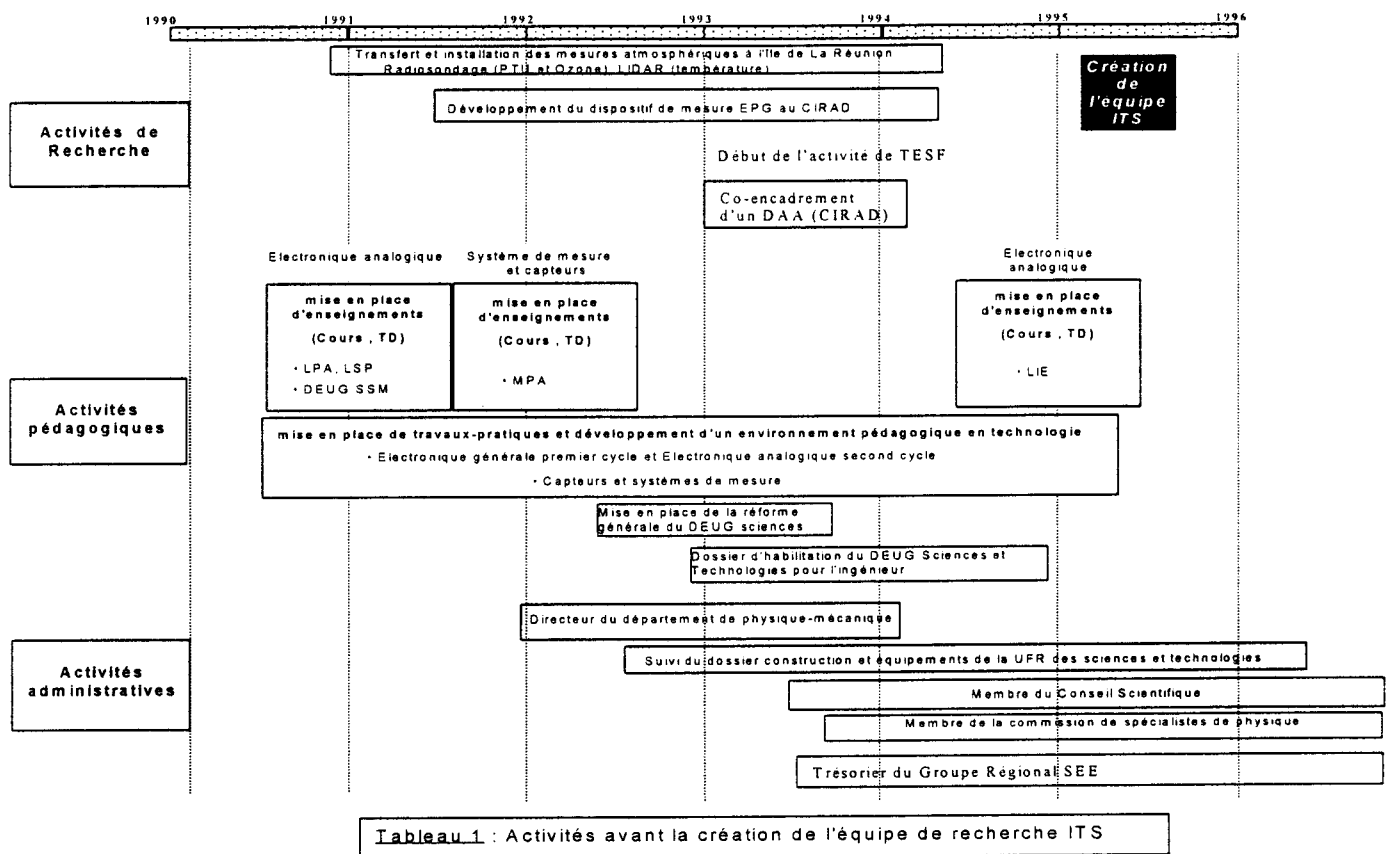 1990 1991 1992 1993 1994 1995 1996
Transfert et installation des mesures atmosphériques à l'Ile de La Réunion
Radiosondage (PTU et Ozone), LIDAR (température)
Création
de
l'équipe
ITS
Développement du dispositif de mesure EPG au CIRAD
Activités de
Recherche
Début de l'activité de TESF
Co-encadrement
d'un DAA (CIRAD)
Electronique analogique
mise en place
d'enseignements
(Cours , TD)
· LPA, LSP
· DEUG SSM
Système de mesure
et capteurs
mise en place
d'enseignements
(Cours , TD)
· MPA
Electronique
analogique
mise en place
d'enseignements
(Cours , TD)
· LIE
Activités
pédagogiques
mise en place de travaux-pratiques et développement d'un environnement pédagogique en technologie
· Electronique générale premier cycle et Electronique analogique second cycle
· Capteurs et systèmes de mesure
Mise en place de la réforme
générale du DEUG sciences
Dossier d'habilitation du DEUG Sciences et
Technologies pour l'ingénieur
Directeur du département de physique-mécanique
Activités
administratives
Suivi du dossier construction et équipements de la UFR des sciences et technologies
Membre du Conseil Scientifique
Membre de la commission de spécialistes de physique
Trésorier du Groupe Régional SEE
Tableau 1 : Activités avant la création de l'équipe de recherche ITS